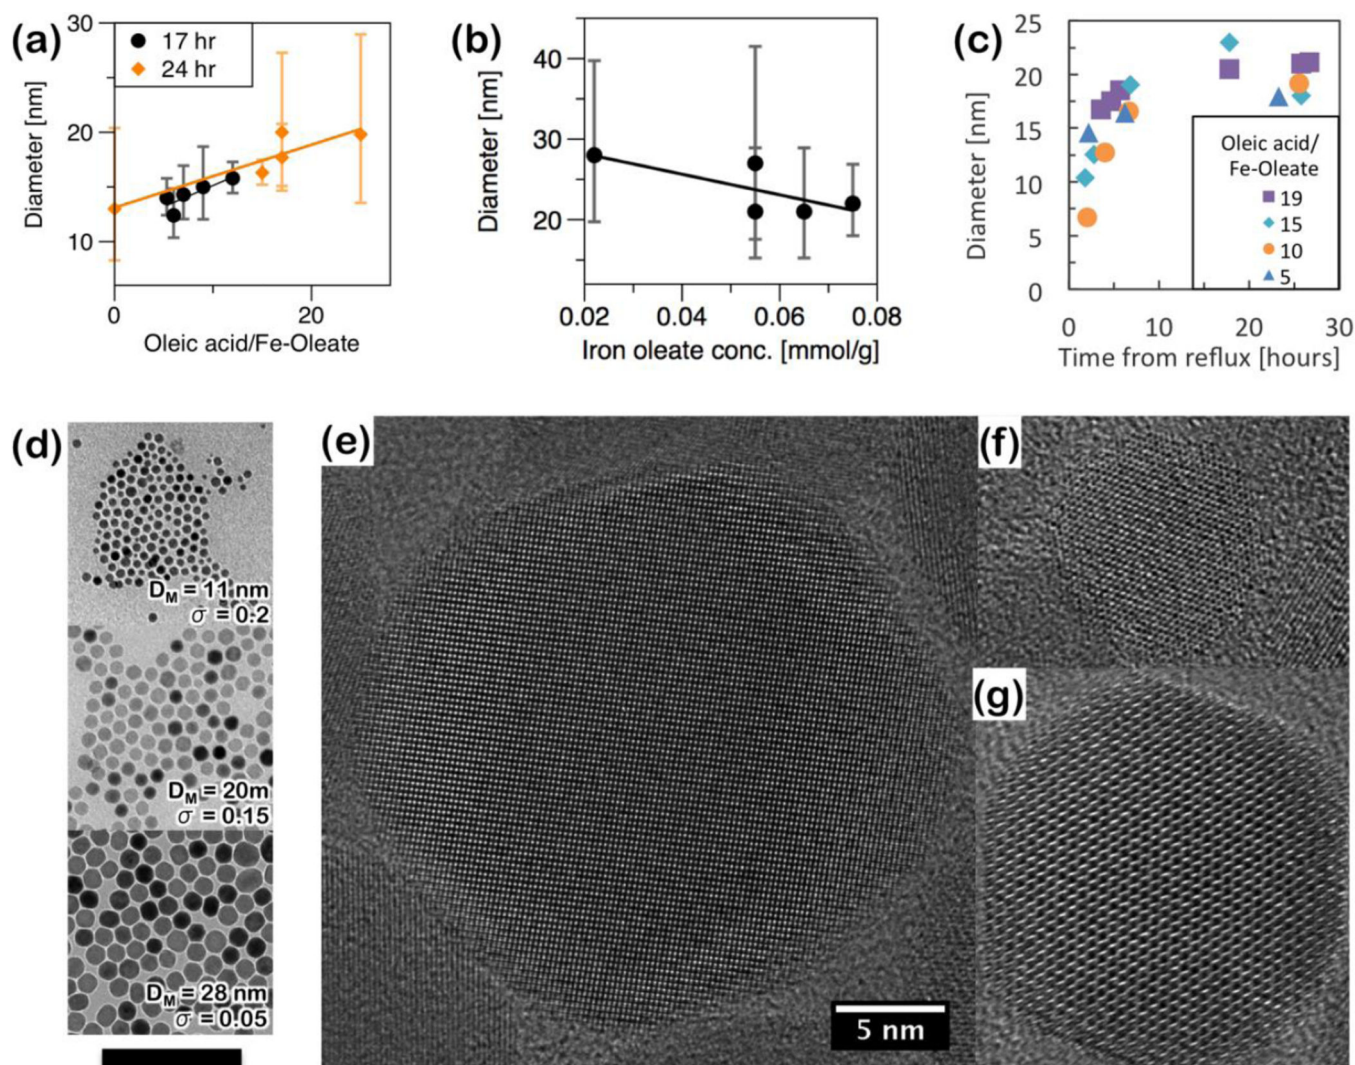 (a)
30
20
10
Diameter [nm]
17 hr
24 hr
0
20
Oleic acid/Fe-Oleate
(b)
40
30
20
Diameter [nm]
0.02
0.04
0.06
0.08
Iron oleate conc. [mmol/g]
(c)
25
20
15
10
5
0
Diameter [nm]
Oleic acid/
Fe-Oleate
19
15
10
5
0
10
20
30
Time from reflux [hours]
(d)
D_M = 11 nm
σ = 0.2
D_M = 20m
σ = 0.15
D_M = 28 nm
σ = 0.05
(e)
5 nm
(f)
(g)